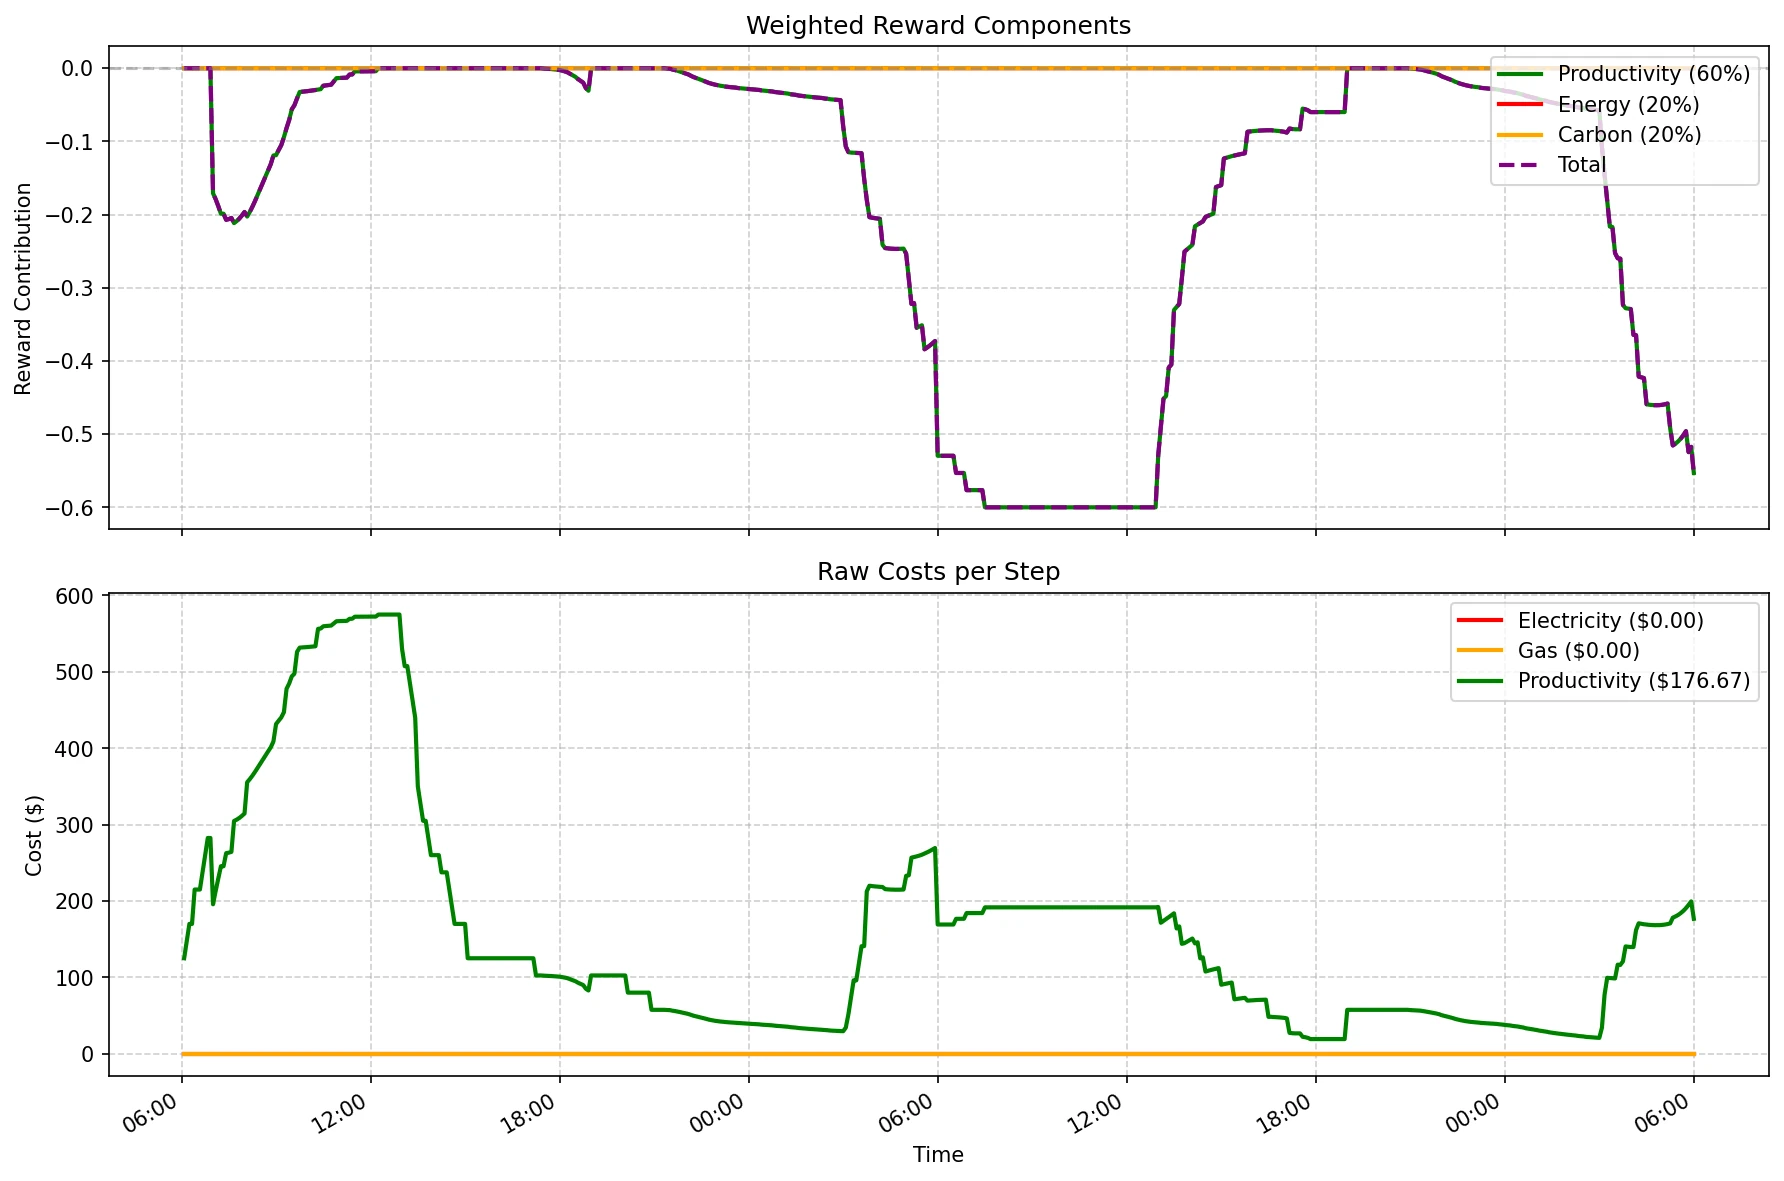 Weighted Reward Components
Reward Contribution
0.0
−0.1
−0.2
−0.3
−0.4
−0.5
−0.6
Productivity (60%)
Energy (20%)
Carbon (20%)
Total
Raw Costs per Step
Cost ($)
600
500
400
300
200
100
0
Electricity ($0.00)
Gas ($0.00)
Productivity ($176.67)
06:00
12:00
18:00
00:00
06:00
12:00
18:00
00:00
06:00
Time